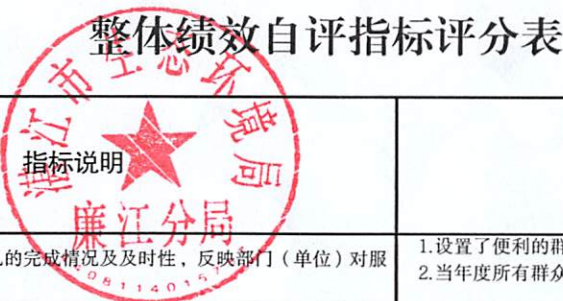 整体绩效自评指标评分表
湛江市生态环境局
指标说明
廉江分局
的完成情况及及时性，反映部门（单位）对服
1.设置了便利的群
2.当年度所有群众